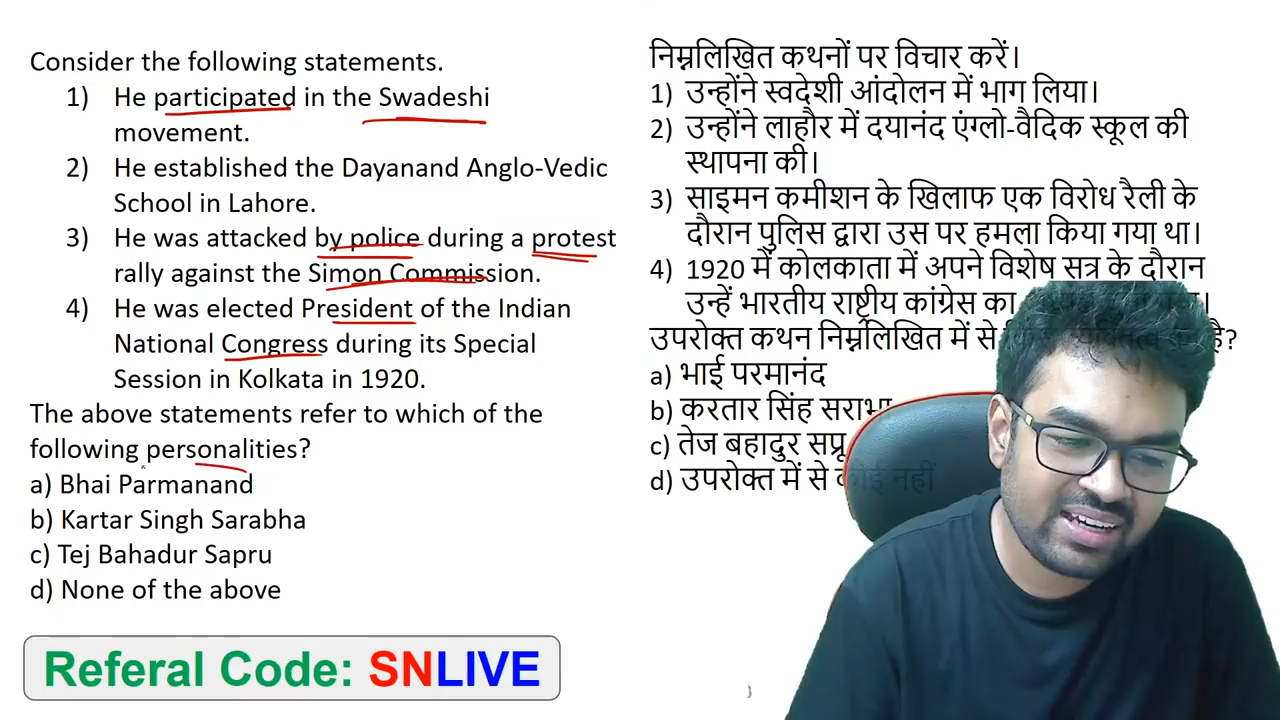 Consider the following statements.
1) He participated in the Swadeshi
movement.
2) He established the Dayanand Anglo-Vedic
School in Lahore.
3) He was attacked by police during a protest
rally against the Simon Commission.
4) He was elected President of the Indian
National Congress during its Special
Session in Kolkata in 1920.
The above statements refer to which of the
following personalities?
a) Bhai Parmanand
b) Kartar Singh Sarabha
c) Tej Bahadur Sapru
d) None of the above
Referal Code: SNLIVE
निम्नलिखित कथनों पर विचार करें।
1) उन्होंने स्वदेशी आंदोलन में भाग लिया।
2) उन्होंने लाहौर में दयानंद एंग्लो-वैदिक स्कूल की
स्थापना की।
3) साइमन कमीशन के खिलाफ एक विरोध रैली के
दौरान पुलिस द्वारा उस पर हमला किया गया था।
4) 1920 में कोलकाता में अपने विशेष सत्र के दौरान
उन्हें भारतीय राष्ट्रीय कांग्रेस का
उपरोक्त कथन निम्नलिखित में से है?
a) भाई परमानंद
b) करतार सिंह सराभा
c) तेज बहादुर सप्रू
d) उपरोक्त में से कोई नहीं